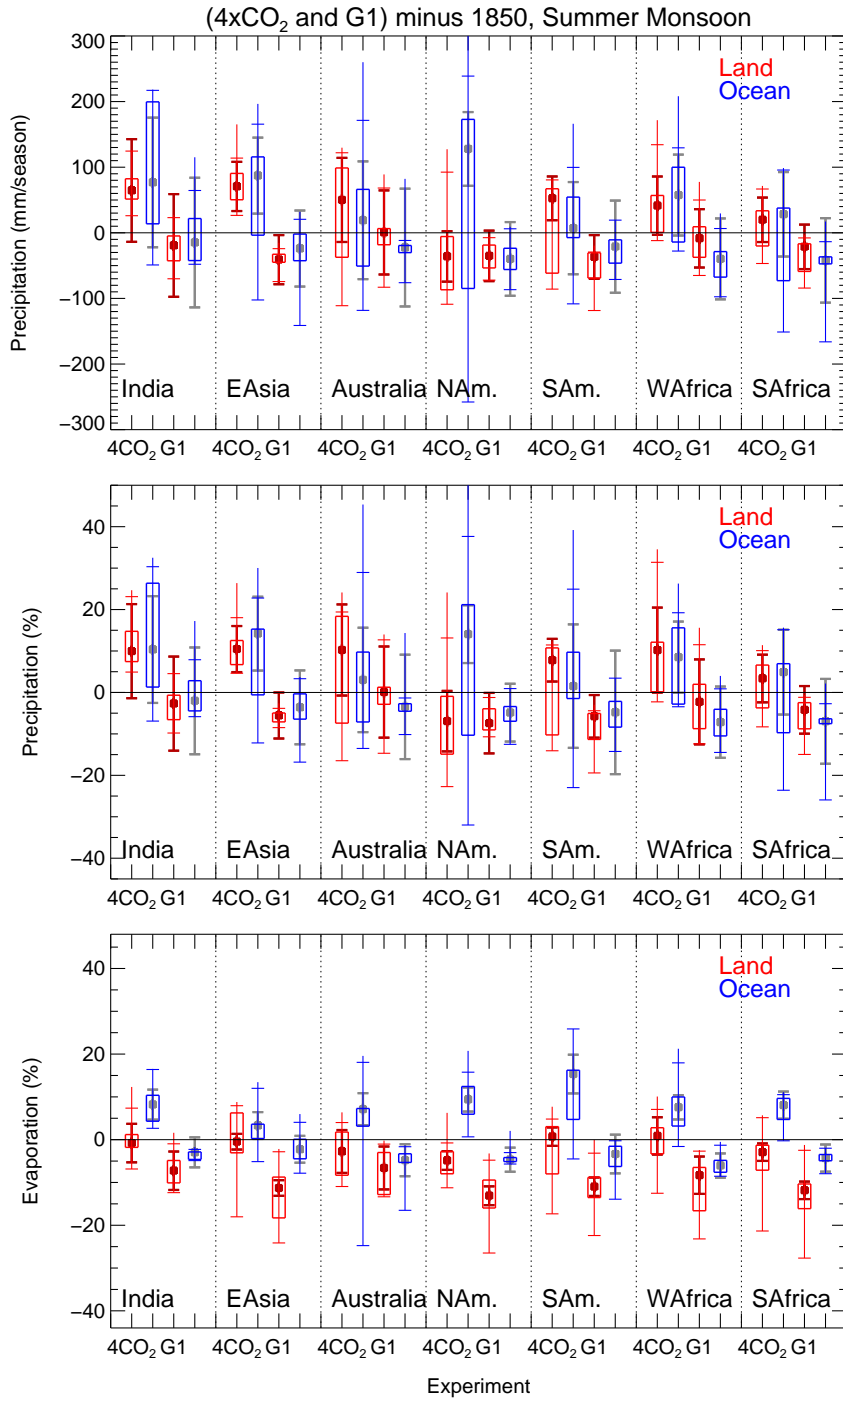 (4xCO2 and G1) minus 1850, Summer Monsoon
Precipitation (mm/season)
300
200
100
0
−100
−200
−300
Land
Ocean
India EAsia Australia NAm. SAm. WAfrica SAfrica
4CO2 G1 4CO2 G1 4CO2 G1 4CO2 G1 4CO2 G1 4CO2 G1 4CO2 G1
Precipitation (%)
40
20
0
−20
−40
Land
Ocean
India EAsia Australia NAm. SAm. WAfrica SAfrica
4CO2 G1 4CO2 G1 4CO2 G1 4CO2 G1 4CO2 G1 4CO2 G1 4CO2 G1
Evaporation (%)
40
20
0
−20
−40
Land
Ocean
India EAsia Australia NAm. SAm. WAfrica SAfrica
4CO2 G1 4CO2 G1 4CO2 G1 4CO2 G1 4CO2 G1 4CO2 G1 4CO2 G1
Experiment